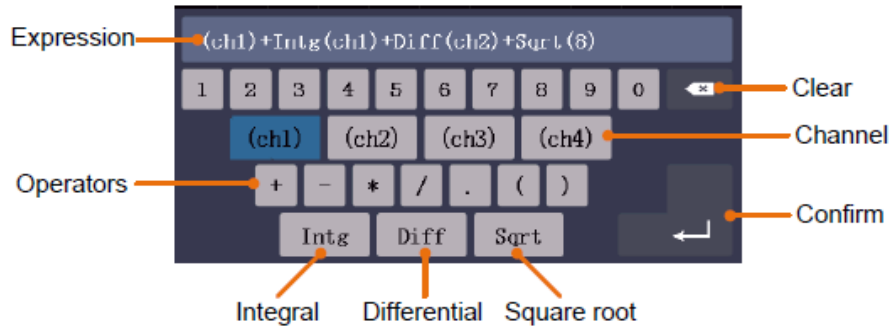 Expression
(ch1)+Intg(ch1)+Diff(ch2)+Sqrt(8)
1 2 3 4 5 6 7 8 9 0
Clear
(ch1) (ch2) (ch3) (ch4)
Channel
Operators
+ - * / . ( )
Confirm
Intg Diff Sqrt
Integral Differential Square root